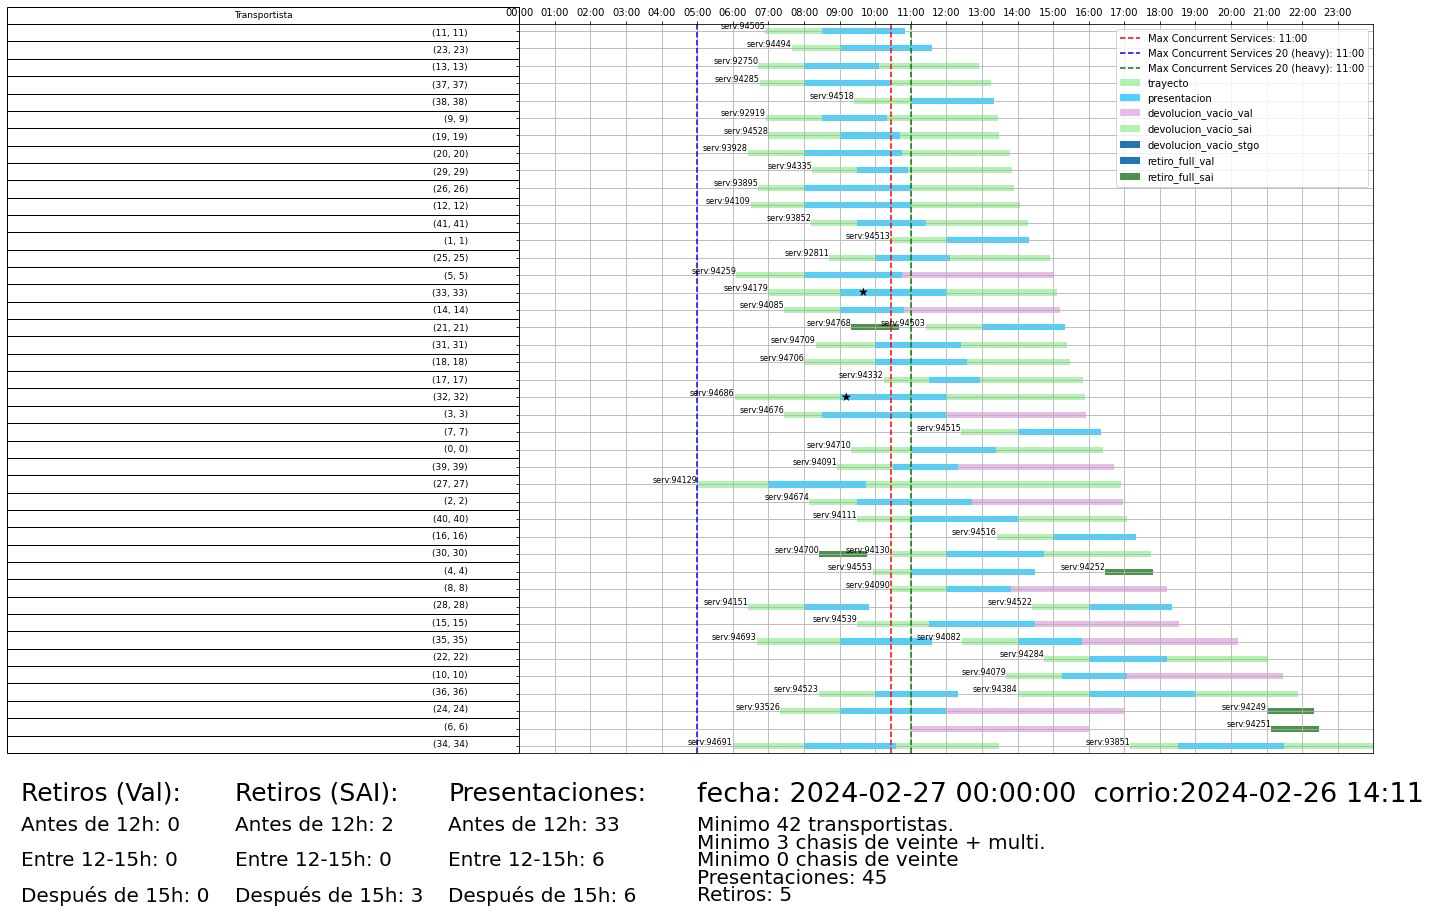 Transportista
00:00 01:00 02:00 03:00 04:00 05:00 06:00 07:00 08:00 09:00 10:00 11:00 12:00 13:00 14:00 15:00 16:00 17:00 18:00 19:00 20:00 21:00 22:00 23:00
(11, 11) serv:94505
(23, 23) serv:94494
(13, 13) serv:92750
(37, 37) serv:94285
(38, 38) serv:94518
(9, 9) serv:92919
(19, 19) serv:94528
(20, 20) serv:93928
(29, 29) serv:94335
(26, 26) serv:93895
(12, 12) serv:94109
(41, 41) serv:93852
(1, 1) serv:94513
(25, 25) serv:92811
(5, 5) serv:94259
(33, 33) serv:94179
(14, 14) serv:94085
(21, 21) serv:94768 serv:94503
(31, 31) serv:94709
(18, 18) serv:94706
(17, 17) serv:94332
(32, 32) serv:94686
(3, 3) serv:94676
(7, 7) serv:94515
(0, 0) serv:94710
(39, 39) serv:94091
(27, 27) serv:94129
(2, 2) serv:94674
(40, 40) serv:94111
(16, 16) serv:94516
(30, 30) serv:94700 serv:94130
(4, 4) serv:94553 serv:94252
(8, 8) serv:94090
(28, 28) serv:94151 serv:94522
(15, 15) serv:94539
(35, 35) serv:94693 serv:94082
(22, 22) serv:94284
(10, 10) serv:94079
(36, 36) serv:94523 serv:94384
(24, 24) serv:93526 serv:94249
(6, 6) serv:94251
(34, 34) serv:94691 serv:93851
Max Concurrent Services: 11:00
Max Concurrent Services 20 (heavy): 11:00
Max Concurrent Services 20 (heavy): 11:00
trayecto
presentacion
devolucion_vacio_val
devolucion_vacio_sai
devolucion_vacio_stgo
retiro_full_val
retiro_full_sai
Retiros (Val):
Antes de 12h: 0
Entre 12-15h: 0
Después de 15h: 0
Retiros (SAI):
Antes de 12h: 2
Entre 12-15h: 0
Después de 15h: 3
Presentaciones:
Antes de 12h: 33
Entre 12-15h: 6
Después de 15h: 6
fecha: 2024-02-27 00:00:00 corrio:2024-02-26 14:11
Minimo 42 transportistas.
Minimo 3 chasis de veinte + multi.
Minimo 0 chasis de veinte
Presentaciones: 45
Retiros: 5